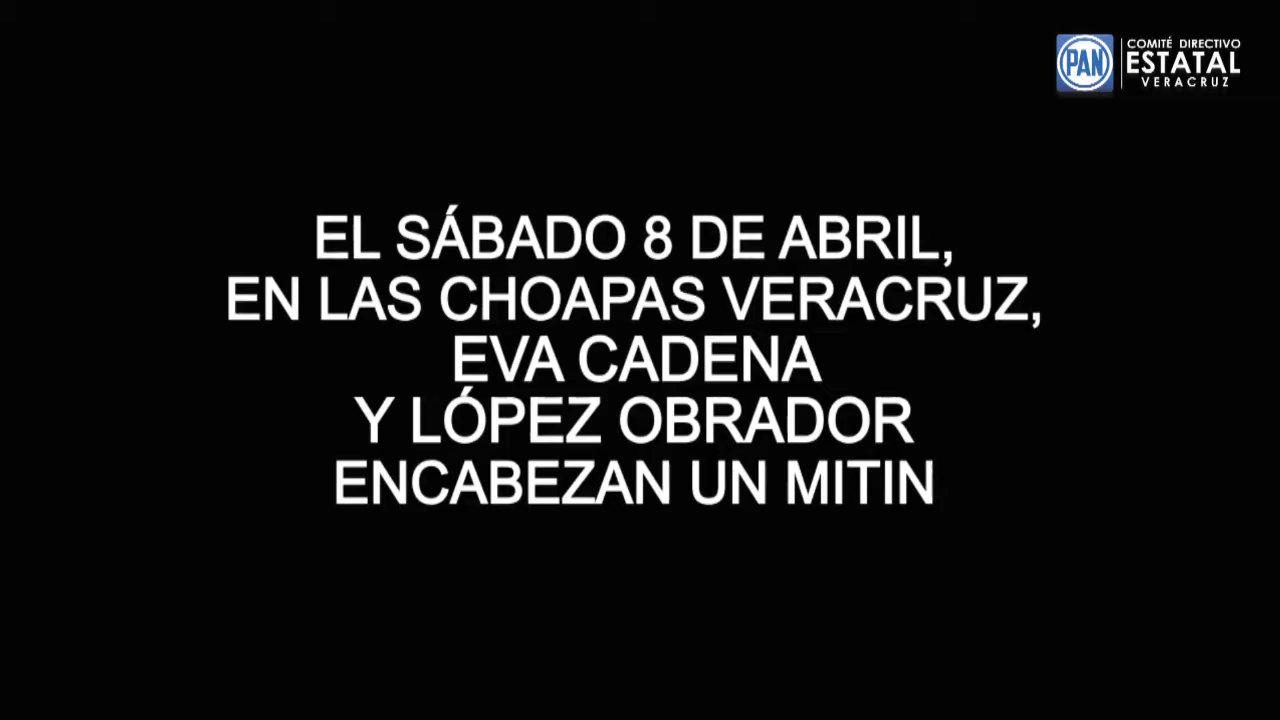 PAN
COMITÉ DIRECTIVO
ESTATAL
VERACRUZ
EL SÁBADO 8 DE ABRIL,
EN LAS CHOAPAS VERACRUZ,
EVA CADENA
Y LÓPEZ OBRADOR
ENCABEZAN UN MITIN